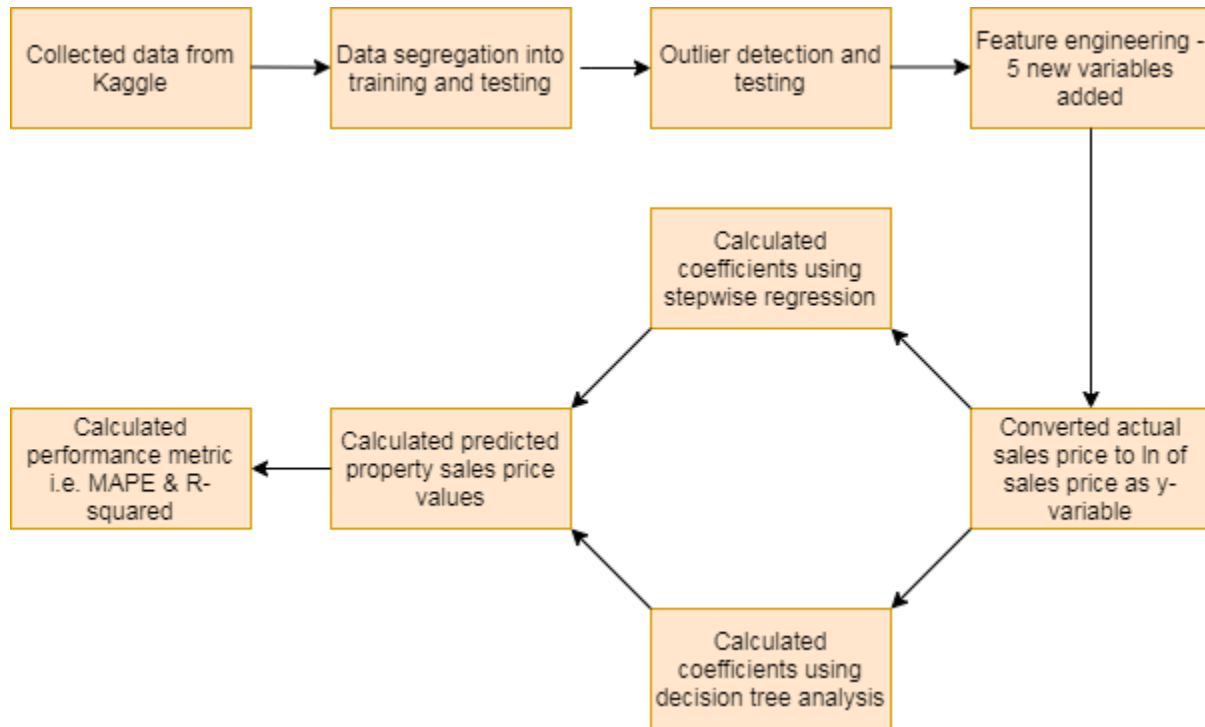 Collected data from
Kaggle
Data segregation into
training and testing
Outlier detection and
testing
Feature engineering -
5 new variables
added
Converted actual
sales price to ln of
sales price as y-
variable
Calculated
coefficients using
stepwise regression
Calculated
coefficients using
decision tree analysis
Calculated predicted
property sales price
values
Calculated
performance metric
i.e. MAPE & R-
squared